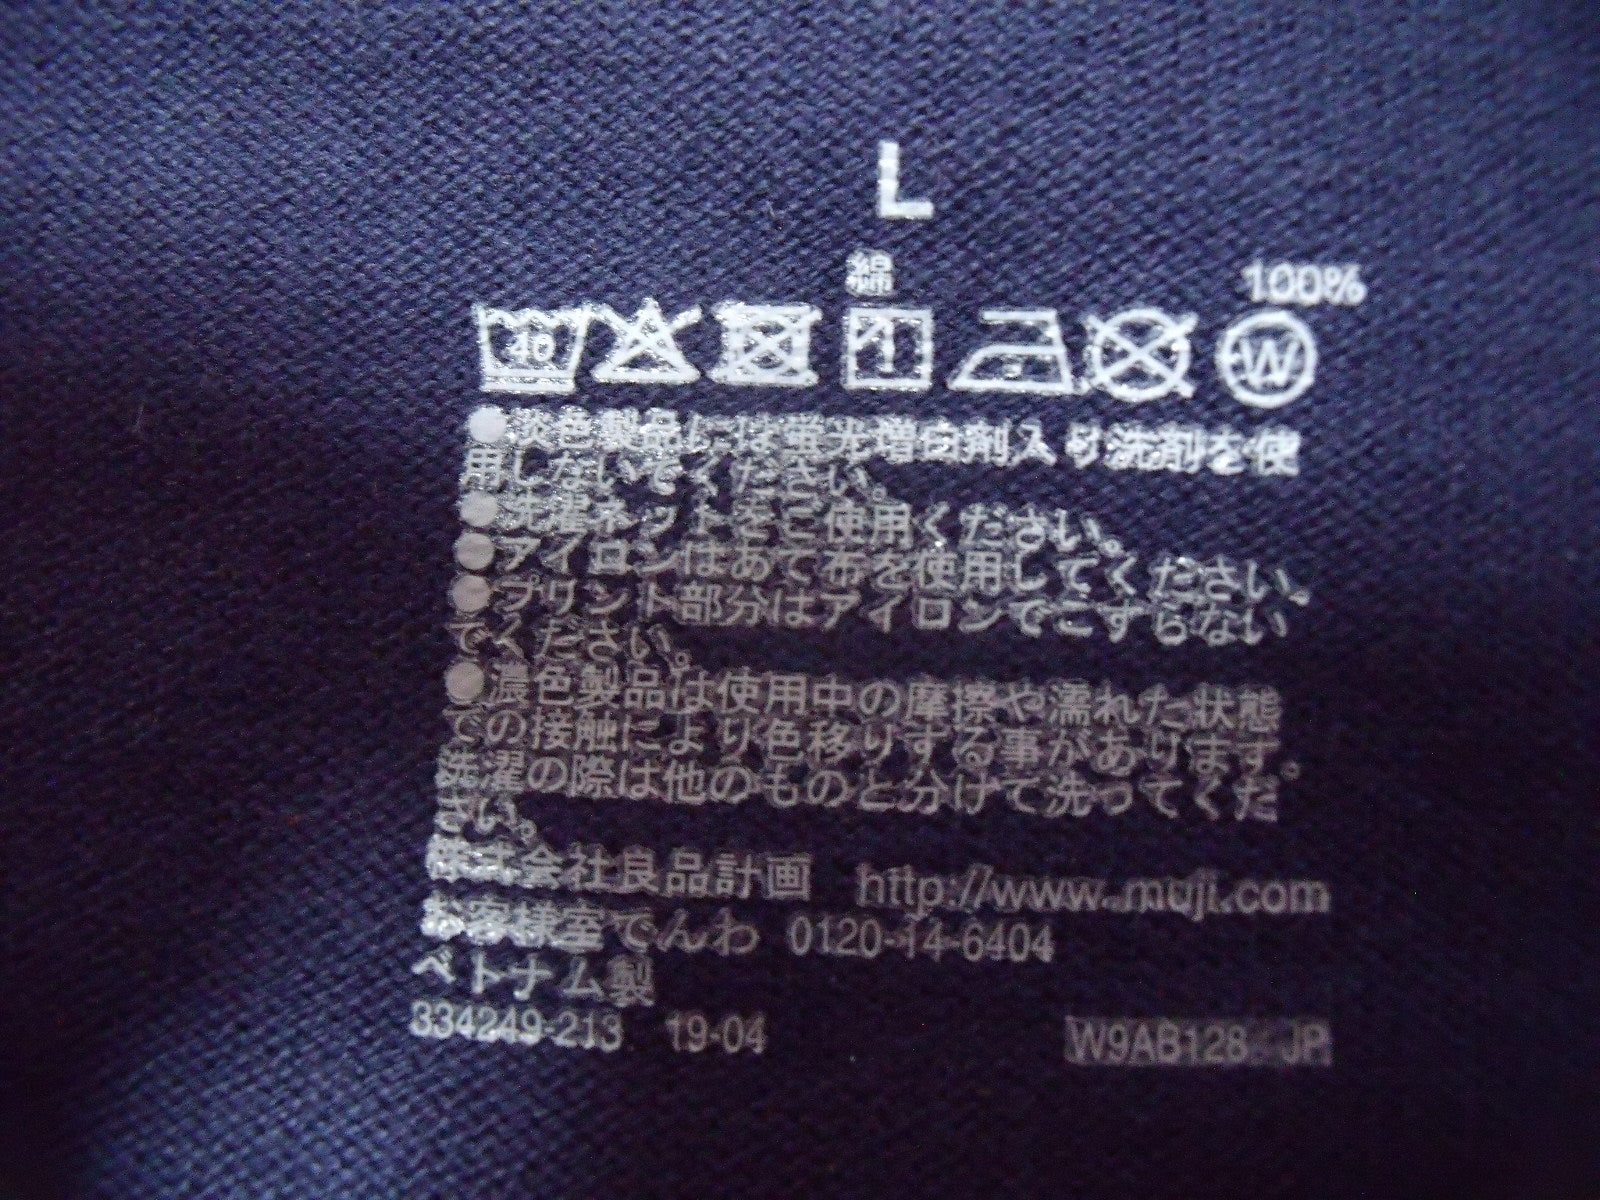 L
綿 100%
40
W
●淡色製品には蛍光増白剤入り洗剤を使
用しないでください。
●洗濯ネットをご使用ください。
●アイロンはあて布を使用してください。
●プリント部分はアイロンでこすらない
でください。
●濃色製品は使用中の摩擦や濡れた状態
での接触により色移りする事があります。
洗濯の際は他のものと分けて洗ってくだ
さい。
株式会社良品計画 http://www.muji.com
お客様室でんわ 0120-14-6404
ベトナム製
334249-213 19-04 W9AB128 JP